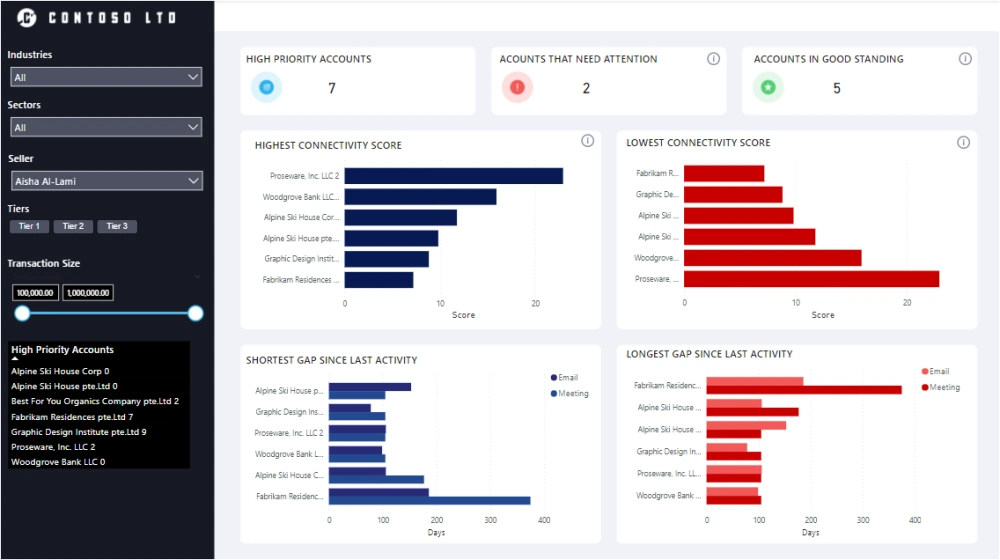 CONTOSO LTD
Industries
All
Sectors
All
Seller
Aisha Al-Lami
Tiers
Tier 1 Tier 2 Tier 3
Transaction Size
100,000.00 1,000,000.00
High Priority Accounts
Alpine Ski House Corp 0
Alpine Ski House pte.Ltd 0
Best For You Organics Company pte.Ltd 2
Fabrikam Residences pte.Ltd 7
Graphic Design Institute pte.Ltd 9
Proseware, Inc. LLC 2
Woodgrove Bank LLC 0
HIGH PRIORITY ACCOUNTS
7
ACOUNTS THAT NEED ATTENTION
2
ACCOUNTS IN GOOD STANDING
5
HIGHEST CONNECTIVITY SCORE
Proseware, Inc. LLC 2
Woodgrove Bank LLC...
Alpine Ski House Cor...
Alpine Ski House pte....
Graphic Design Instit...
Fabrikam Residences ...
0 10 20
Score
LOWEST CONNECTIVITY SCORE
Fabrikam R...
Graphic De...
Alpine Ski ...
Alpine Ski ...
Woodgrove...
Proseware, ...
0 10 20
Score
SHORTEST GAP SINCE LAST ACTIVITY
Email
Meeting
Alpine Ski House p...
Graphic Design Ins...
Proseware, Inc. LLC 2
Woodgrove Bank L...
Alpine Ski House C...
Fabrikam Residenc...
0 100 200 300 400
Days
LONGEST GAP SINCE LAST ACTIVITY
Email
Meeting
Fabrikam Residenc...
Alpine Ski House ...
Alpine Ski House ...
Graphic Design In...
Proseware, Inc. LL...
Woodgrove Bank ...
0 100 200 300 400
Days